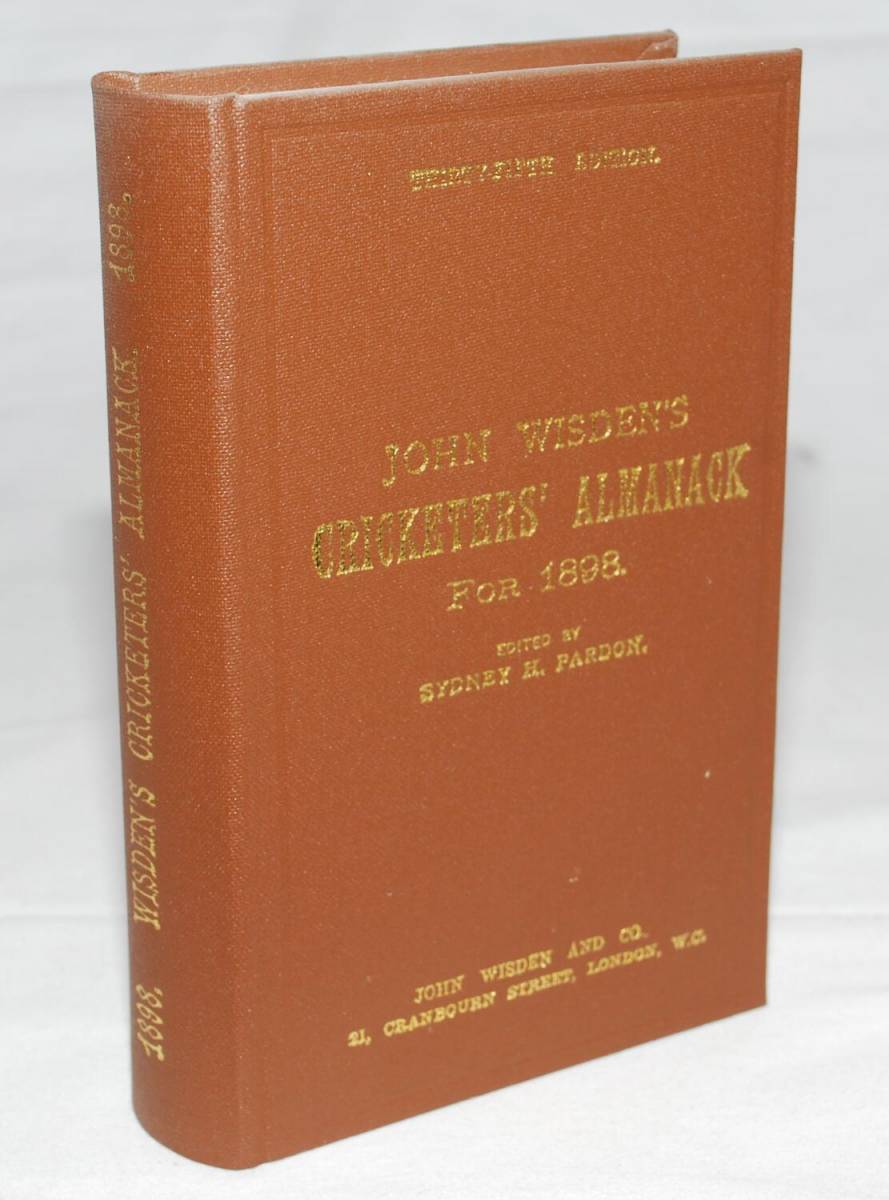 1898. WISDEN'S CRICKETERS' ALMANACK. 1898.
THIRTY-FIFTH EDITION.
JOHN WISDEN'S
CRICKETERS' ALMANACK
FOR 1898.
EDITED BY
SYDNEY H. PARDON.
JOHN WISDEN AND CO.
21, CRANBOURN STREET, LONDON, W.C.